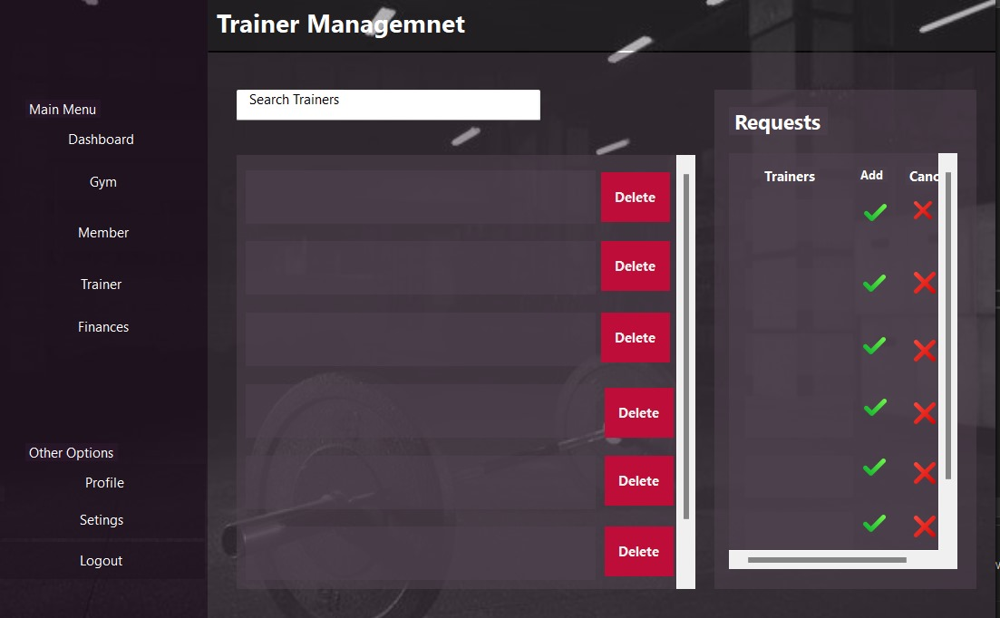 Trainer Managemnet
Main Menu
Dashboard
Gym
Member
Trainer
Finances
Other Options
Profile
Setings
Logout
Search Trainers
Delete
Delete
Delete
Delete
Delete
Delete
Requests
Trainers Add Canc